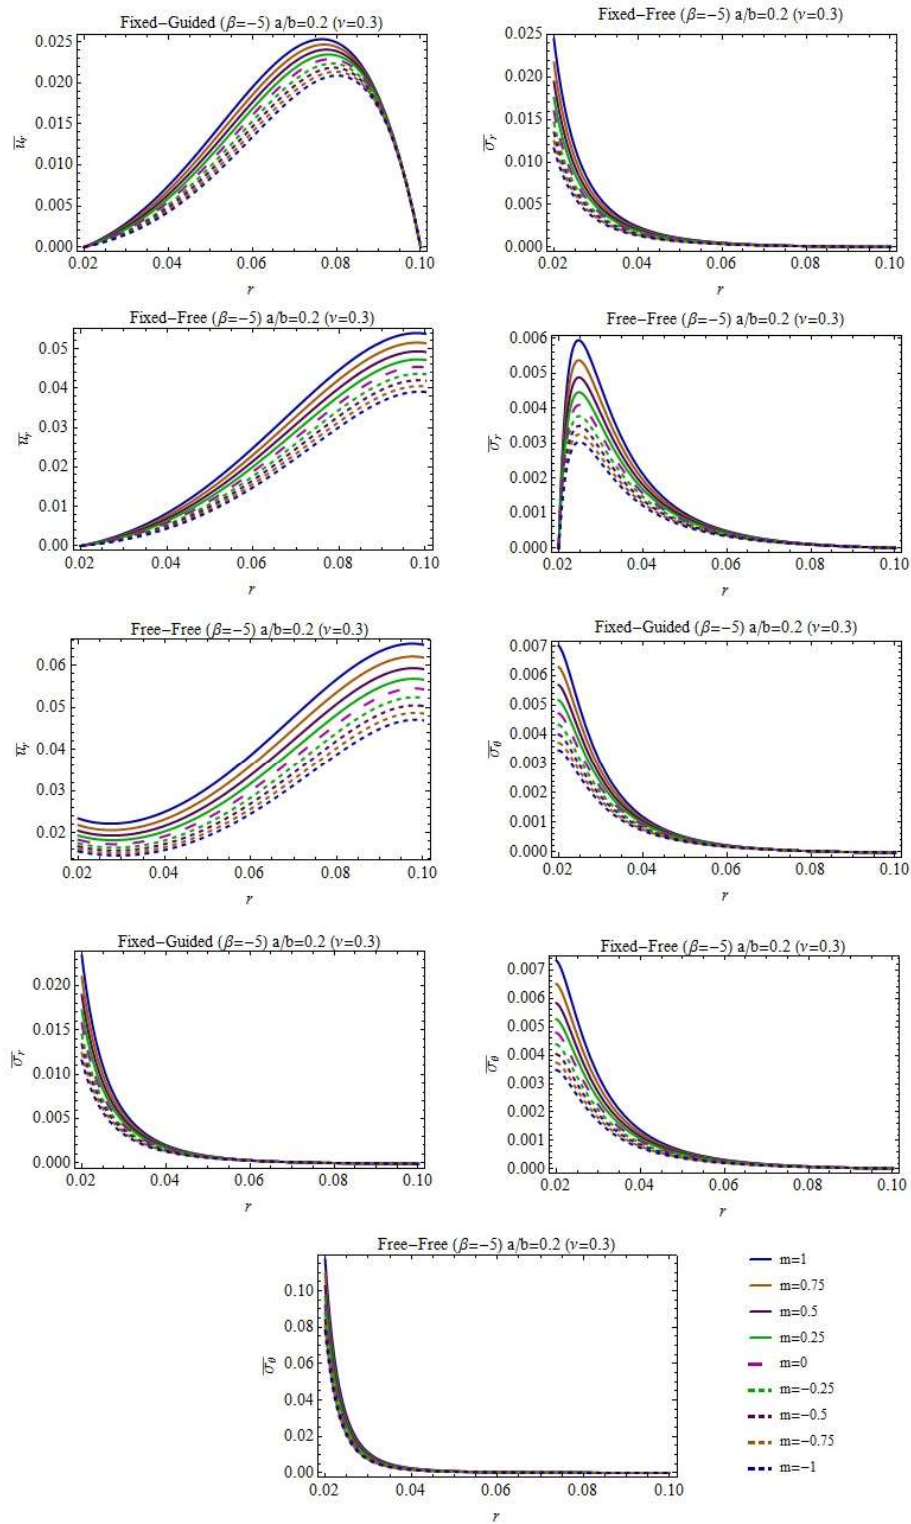 Fixed−Guided (β=−5) a/b=0.2 (ν=0.3)
0.025
0.020
0.015
0.010
0.005
0.000
u̅r
0.02 0.04 0.06 0.08 0.10
r
Fixed−Free (β=−5) a/b=0.2 (ν=0.3)
0.025
0.020
0.015
0.010
0.005
0.000
σ̅r
0.02 0.04 0.06 0.08 0.10
r
Fixed−Free (β=−5) a/b=0.2 (ν=0.3)
0.05
0.04
0.03
0.02
0.01
0.00
u̅r
0.02 0.04 0.06 0.08 0.10
r
Free−Free (β=−5) a/b=0.2 (ν=0.3)
0.006
0.005
0.004
0.003
0.002
0.001
0.000
σ̅r
0.02 0.04 0.06 0.08 0.10
r
Free−Free (β=−5) a/b=0.2 (ν=0.3)
0.06
0.05
0.04
0.03
0.02
u̅r
0.02 0.04 0.06 0.08 0.10
r
Fixed−Guided (β=−5) a/b=0.2 (ν=0.3)
0.007
0.006
0.005
0.004
0.003
0.002
0.001
0.000
σ̅θ
0.02 0.04 0.06 0.08 0.10
r
Fixed−Guided (β=−5) a/b=0.2 (ν=0.3)
0.020
0.015
0.010
0.005
0.000
σ̅r
0.02 0.04 0.06 0.08 0.10
r
Fixed−Free (β=−5) a/b=0.2 (ν=0.3)
0.007
0.006
0.005
0.004
0.003
0.002
0.001
0.000
σ̅θ
0.02 0.04 0.06 0.08 0.10
r
Free−Free (β=−5) a/b=0.2 (ν=0.3)
0.10
0.08
0.06
0.04
0.02
0.00
σ̅θ
0.02 0.04 0.06 0.08 0.10
r
m=1
m=0.75
m=0.5
m=0.25
m=0
m=−0.25
m=−0.5
m=−0.75
m=−1